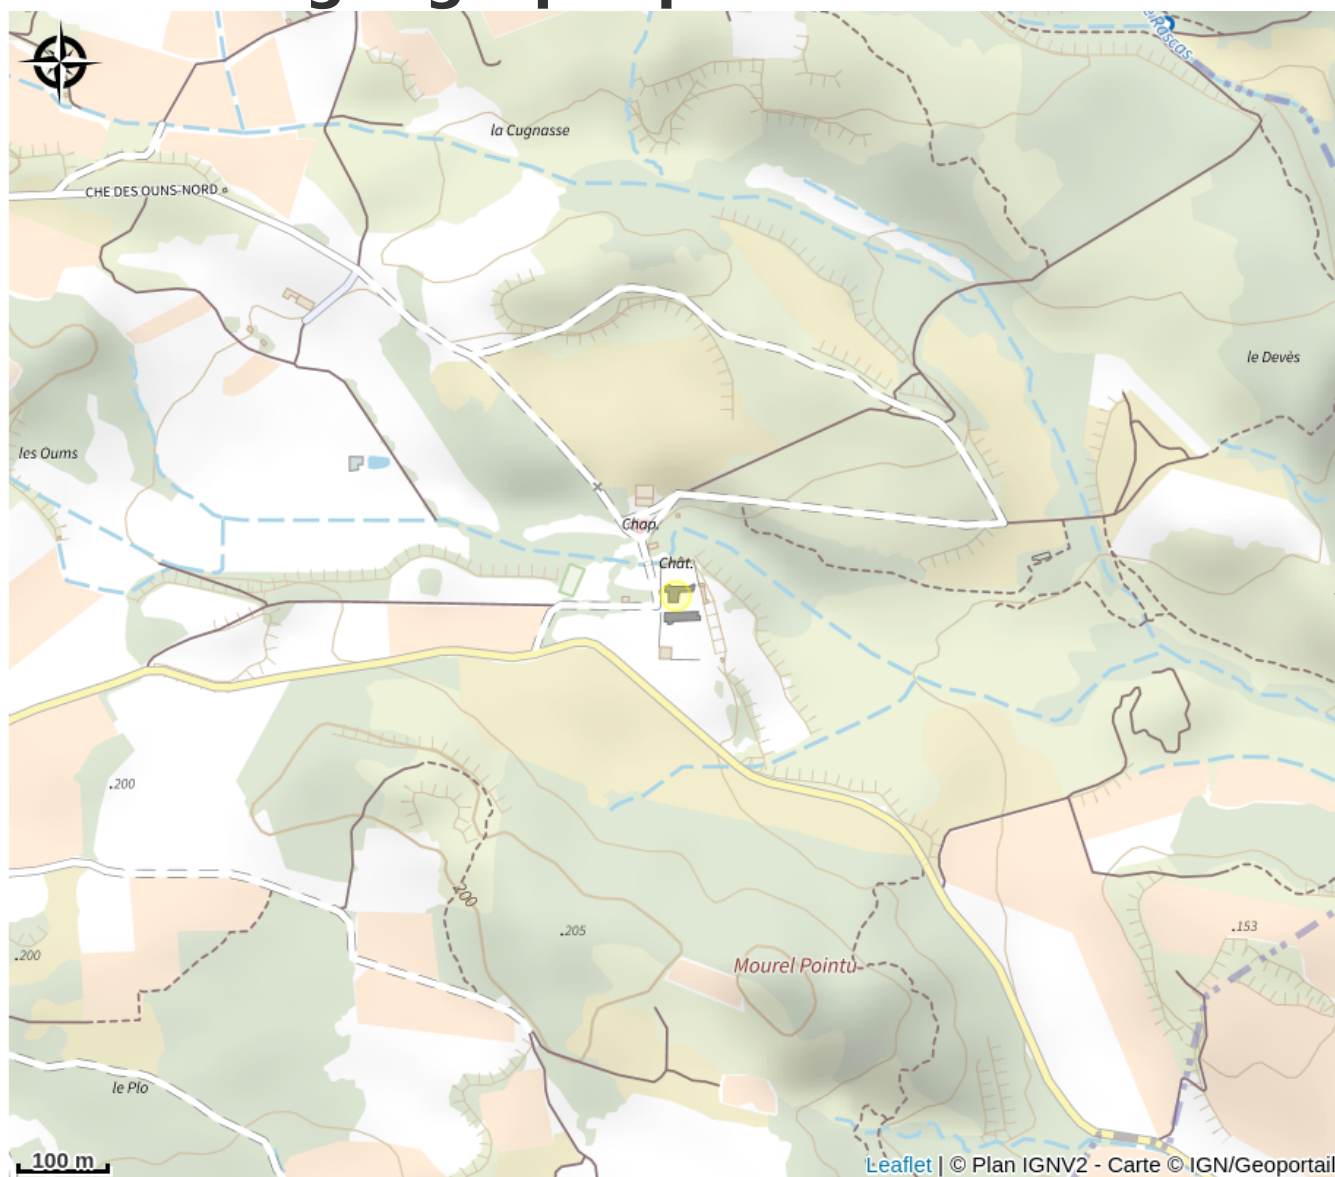 Rascas
la Cugnasse
CHE DES OUNS-NORD
le Devès
les Oums
Chap.
Chât.
.200
200
.205
.153
.200
Mourel Pointu
le Plo
100 m
Leaflet | © Plan IGNV2 - Carte © IGN/Geoportail